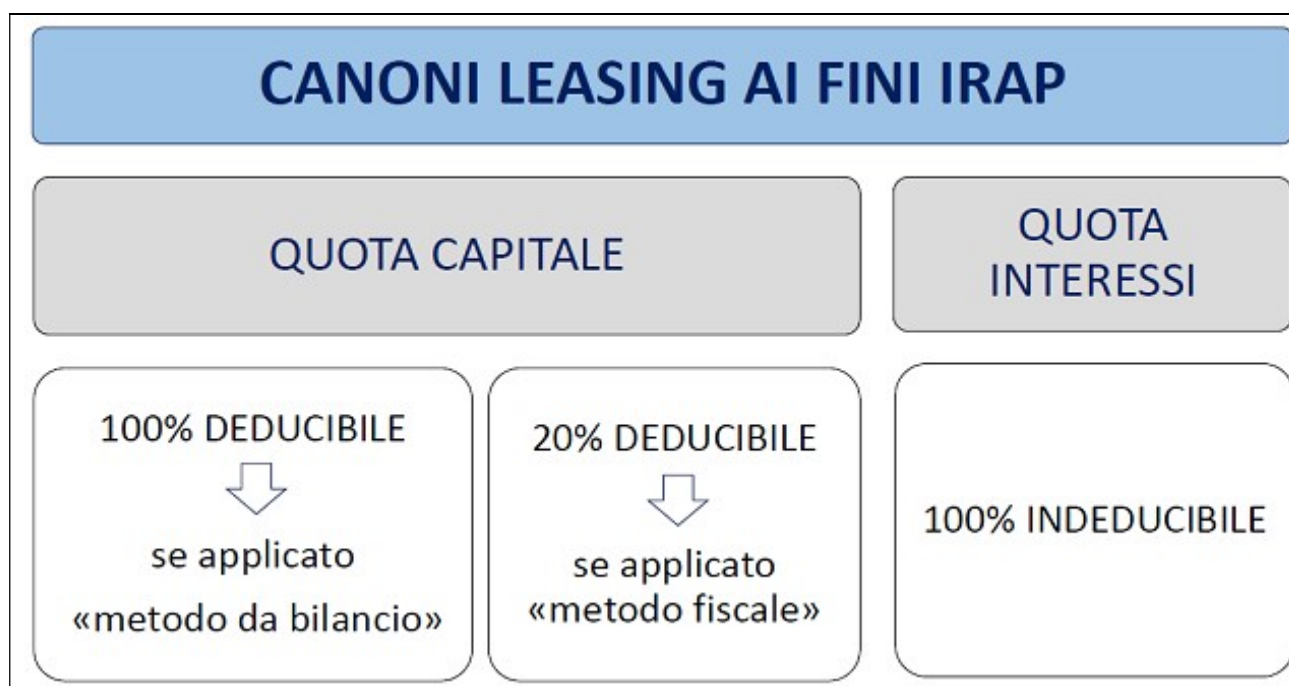 CANONI LEASING AI FINI IRAP
QUOTA CAPITALE
QUOTA
INTERESSI
100% DEDUCIBILE
se applicato
«metodo da bilancio»
20% DEDUCIBILE
se applicato
«metodo fiscale»
100% INDEDUCIBILE